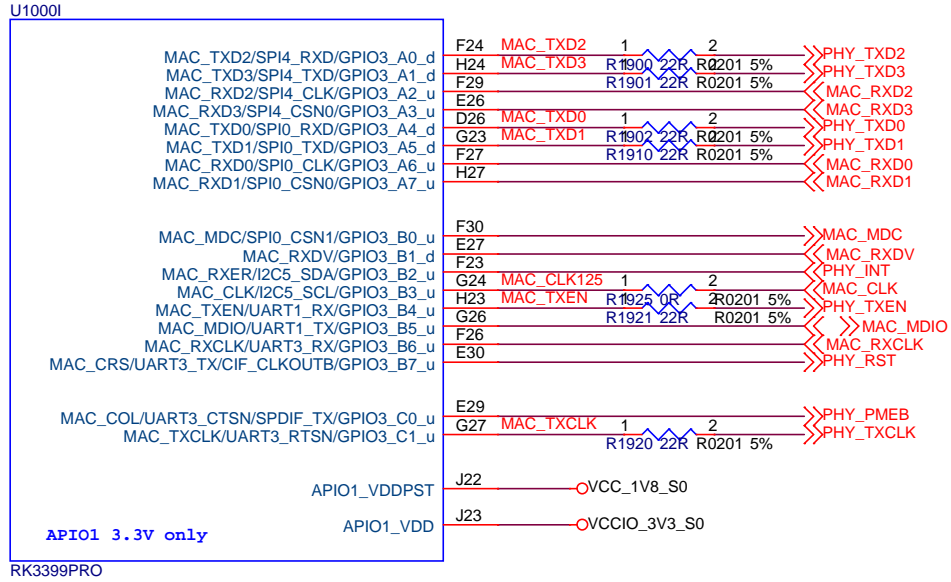 U1000I
MAC_TXD2/SPI4_RXD/GPIO3_A0_d F24 MAC_TXD2 1 2 PHY_TXD2
R1900 22R R0201 5%
MAC_TXD3/SPI4_TXD/GPIO3_A1_d H24 MAC_TXD3 1 2 PHY_TXD3
R1901 22R R0201 5%
MAC_RXD2/SPI4_CLK/GPIO3_A2_u F29 MAC_RXD2
MAC_RXD3/SPI4_CSN0/GPIO3_A3_u E26 MAC_RXD3
MAC_TXD0/SPI0_RXD/GPIO3_A4_d D26 MAC_TXD0 1 2 PHY_TXD0
R1902 22R R0201 5%
MAC_TXD1/SPI0_TXD/GPIO3_A5_d G23 MAC_TXD1 1 2 PHY_TXD1
R1910 22R R0201 5%
MAC_RXD0/SPI0_CLK/GPIO3_A6_u F27 MAC_RXD0
MAC_RXD1/SPI0_CSN0/GPIO3_A7_u H27 MAC_RXD1
MAC_MDC/SPI0_CSN1/GPIO3_B0_u F30 MAC_MDC
MAC_RXDV/GPIO3_B1_d E27 MAC_RXDV
MAC_RXER/I2C5_SDA/GPIO3_B2_u F23 PHY_INT
MAC_CLK/I2C5_SCL/GPIO3_B3_u G24 MAC_CLK125 1 2 MAC_CLK
R1925 0R R0201 5%
MAC_TXEN/UART1_RX/GPIO3_B4_u H23 MAC_TXEN 1 2 PHY_TXEN
R1921 22R R0201 5%
MAC_MDIO/UART1_TX/GPIO3_B5_u G26 MAC_MDIO
MAC_RXCLK/UART3_RX/GPIO3_B6_u F26 MAC_RXCLK
MAC_CRS/UART3_TX/CIF_CLKOUTB/GPIO3_B7_u E30 PHY_RST
MAC_COL/UART3_CTSN/SPDIF_TX/GPIO3_C0_u E29 PHY_PMEB
MAC_TXCLK/UART3_RTSN/GPIO3_C1_u G27 MAC_TXCLK 1 2 PHY_TXCLK
R1920 22R R0201 5%
APIO1_VDDPST J22 VCC_1V8_S0
APIO1_VDD J23 VCCIO_3V3_S0
APIO1 3.3V only
RK3399PRO